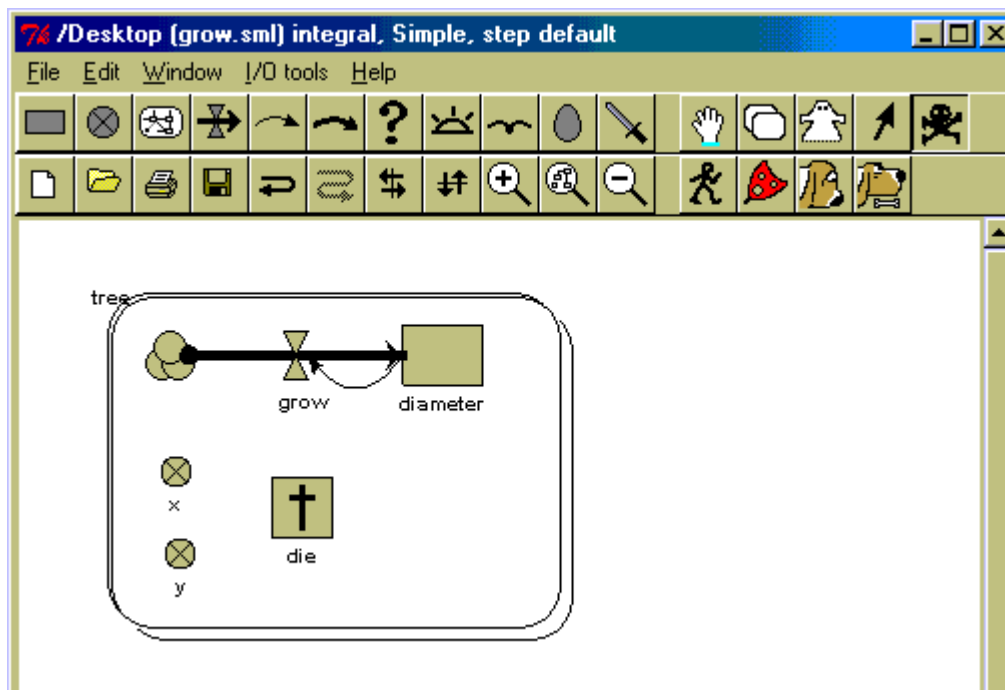 /Desktop (grow.sml) integral, Simple, step default
File Edit Window I/O tools Help
tree
grow
diameter
x
die
y